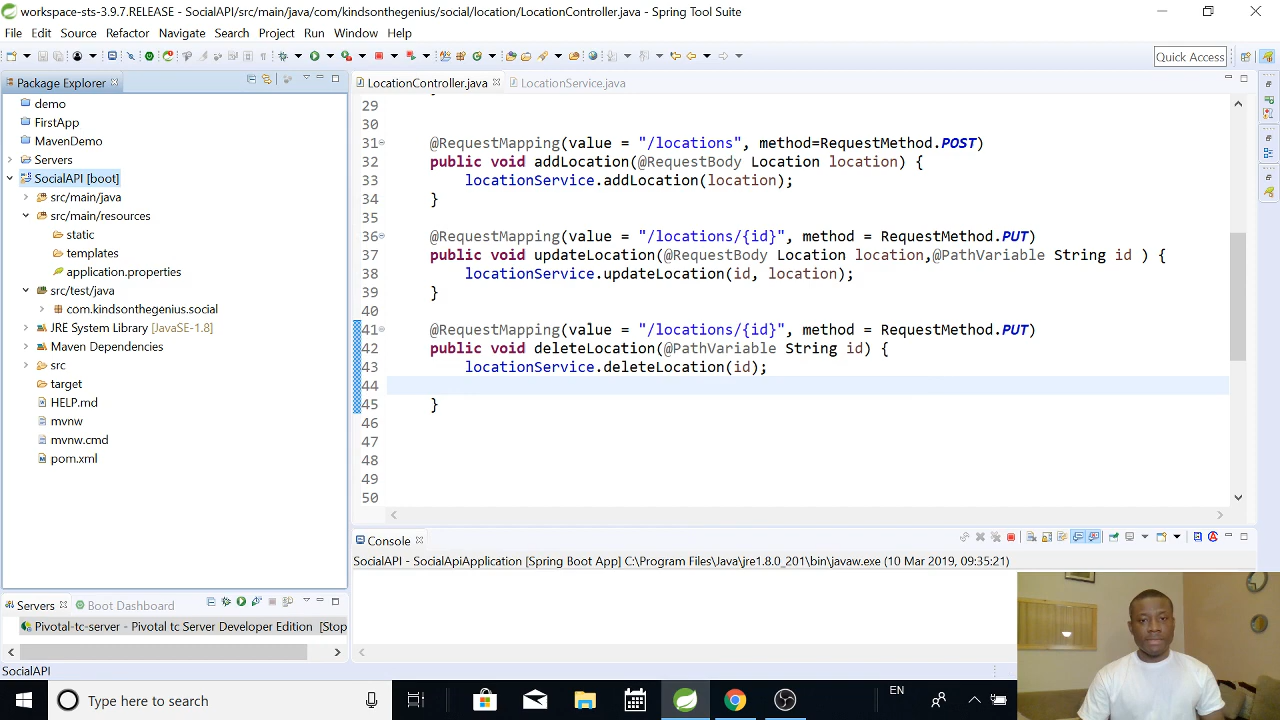 workspace-sts-3.9.7.RELEASE - SocialAPI/src/main/java/com/kindsonthegenius/social/location/LocationController.java - Spring Tool Suite
File Edit Source Refactor Navigate Search Project Run Window Help
Quick Access
Package Explorer
demo
FirstApp
MavenDemo
Servers
SocialAPI [boot]
src/main/java
src/main/resources
static
templates
application.properties
src/test/java
com.kindsonthegenius.social
JRE System Library [JavaSE-1.8]
Maven Dependencies
src
target
HELP.md
mvnw
mvnw.cmd
pom.xml
LocationController.java LocationService.java
29
30
31 @RequestMapping(value = "/locations", method=RequestMethod.POST)
32 public void addLocation(@RequestBody Location location) {
33 locationService.addLocation(location);
34 }
35
36 @RequestMapping(value = "/locations/{id}", method = RequestMethod.PUT)
37 public void updateLocation(@RequestBody Location location,@PathVariable String id ) {
38 locationService.updateLocation(id, location);
39 }
40
41 @RequestMapping(value = "/locations/{id}", method = RequestMethod.PUT)
42 public void deleteLocation(@PathVariable String id) {
43 locationService.deleteLocation(id);
44
45 }
46
47
48
49
50
Console
SocialAPI - SocialApiApplication [Spring Boot App] C:\Program Files\Java\jre1.8.0_201\bin\javaw.exe (10 Mar 2019, 09:35:21)
Servers Boot Dashboard
Pivotal-tc-server - Pivotal tc Server Developer Edition [Stop
SocialAPI
Type here to search
EN